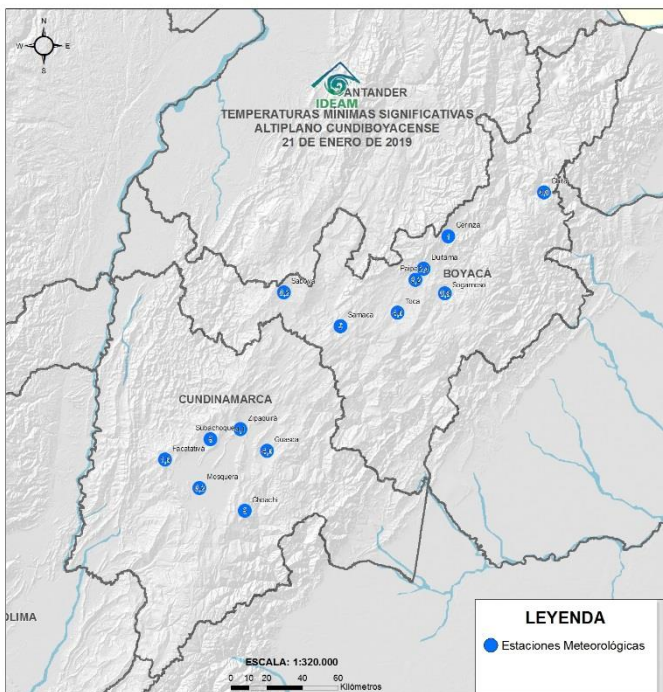 N
W E
S
ANTANDER
IDEAM
TEMPERATURAS MINIMAS SIGNIFICATIVAS
ALTIPLANO CUNDIBOYACENSE
21 DE ENERO DE 2019
Cerinza
Duitama
Paipa
BOYACA
Sogamoso
Saboya
Toca
Samaca
CUNDINAMARCA
Zipaquira
Subachoque
Guasca
Facatativa
Mosquera
Choachi
OLIMA
LEYENDA
Estaciones Meteorológicas
ESCALA: 1:320.000
0 10 20 40 60
Kilómetros